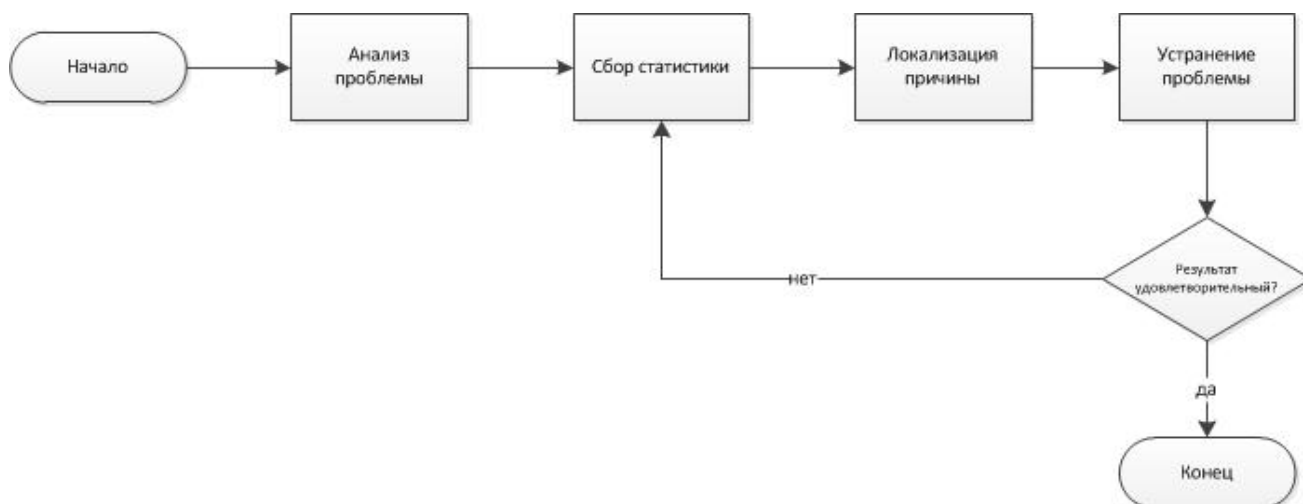 Начало
Анализ
проблемы
Сбор статистики
Локализация
причины
Устранение
проблемы
Результат
удовлетворительный?
нет
да
Конец